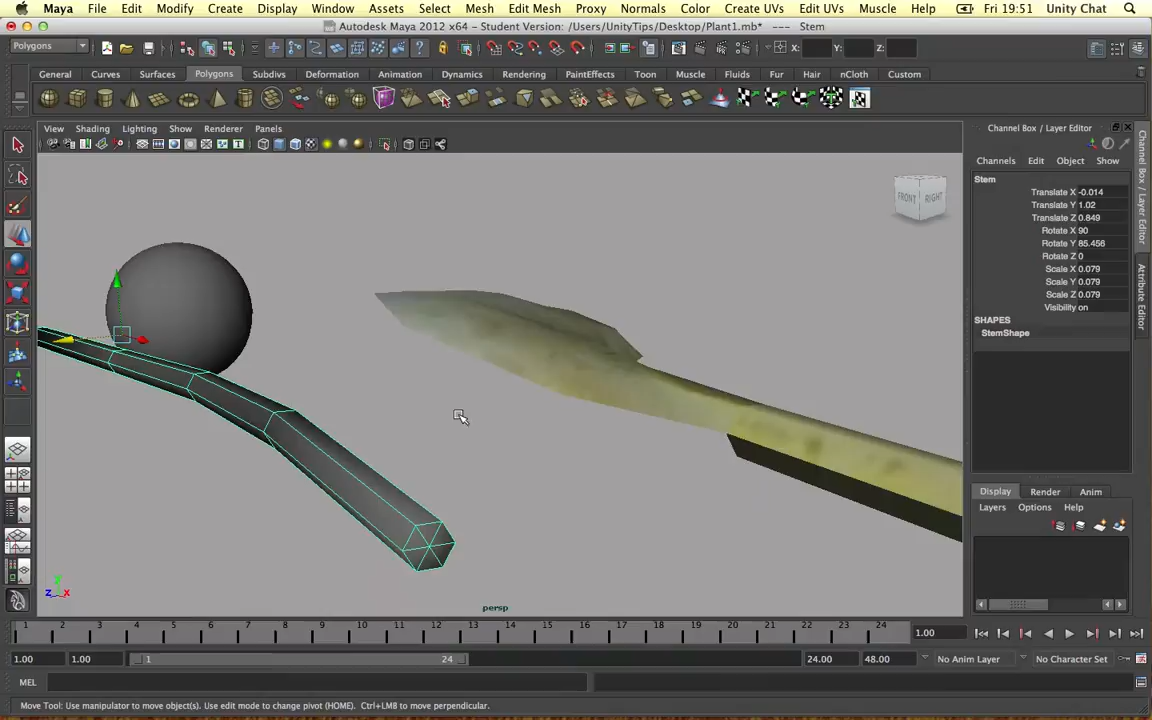 Maya File Edit Modify Create Display Window Assets Select Mesh Edit Mesh Proxy Normals Color Create UVs Edit UVs Muscle Help Fri 19:51 Unity Chat
Autodesk Maya 2012 x64 - Student Version: /Users/UnityTips/Desktop/Plant1.mb* --- Stem
Polygons X: Y: Z:
General Curves Surfaces Polygons Subdivs Deformation Animation Dynamics Rendering PaintEffects Toon Muscle Fluids Fur Hair nCloth Custom
View Shading Lighting Show Renderer Panels
Channel Box / Layer Editor
Channels Edit Object Show
Stem
Translate X -0.014
Translate Y 1.02
Translate Z 0.849
Rotate X 90
Rotate Y 85.456
Rotate Z 0
Scale X 0.079
Scale Y 0.079
Scale Z 0.079
Visibility on
SHAPES
StemShape
FRONT RIGHT
Channel Box / Layer Editor
Attribute Editor
Display Render Anim
Layers Options Help
z x
persp
1 2 3 4 5 6 7 8 9 10 11 12 13 14 15 16 17 18 19 20 21 22 23 24 1.00
1.00 1.00 1 24 24.00 48.00 No Anim Layer No Character Set
MEL
Move Tool: Use manipulator to move object(s). Use edit mode to change pivot (HOME). Ctrl+LMB to move perpendicular.